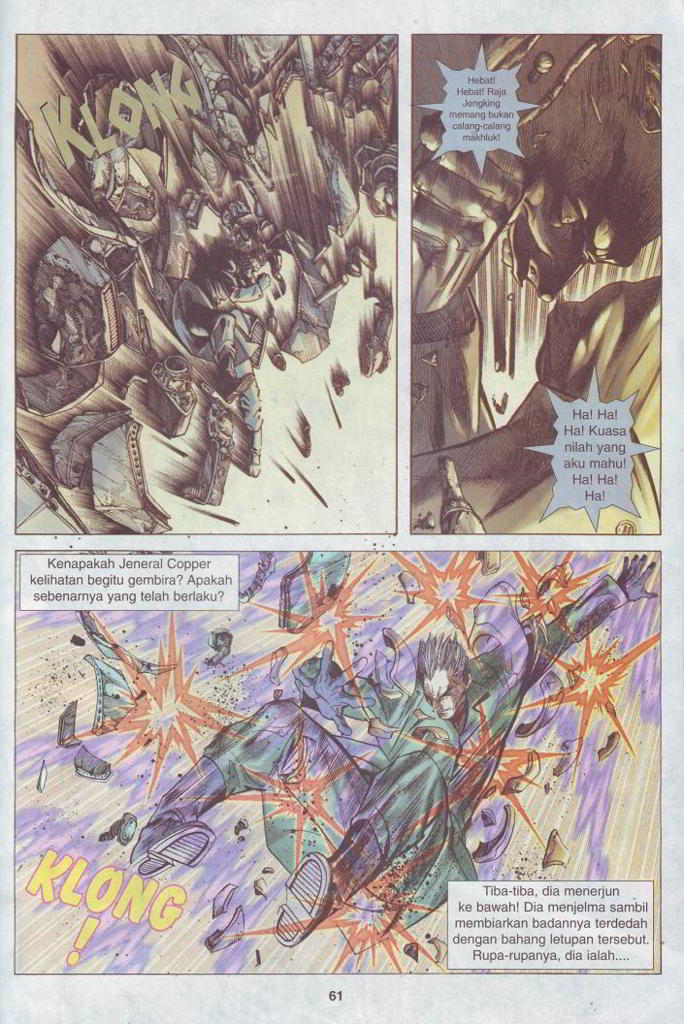 KLONG
Hebat!
Hebat! Raja
Jengking
memang bukan
calang-calang
makhluk!
Ha! Ha!
Ha! Kuasa
nilah yang
aku mahu!
Ha! Ha!
Ha!
Kenapakah Jeneral Copper
kelihatan begitu gembira? Apakah
sebenarnya yang telah berlaku?
KLONG
!
Tiba-tiba, dia menerjun
ke bawah! Dia menjelma sambil
membiarkan badannya terdedah
dengan bahang letupan tersebut.
Rupa-rupanya, dia ialah....
61